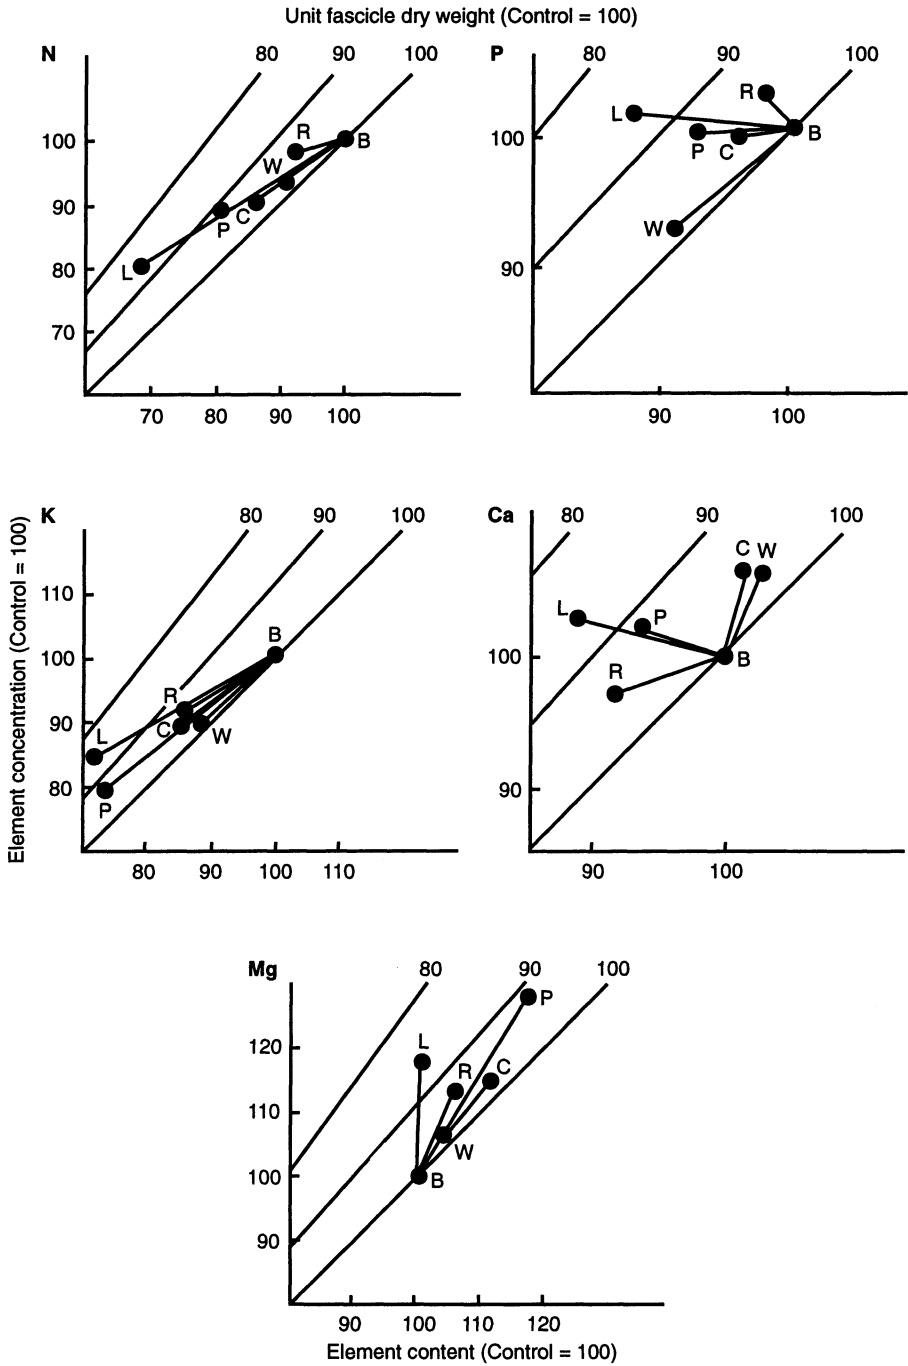 Unit fascicle dry weight (Control = 100)
N 80 90 100
100
90
80
70
R
B
W
P
C
L
70 80 90 100
P 80 90 100
100
90
R
L
B
P
C
W
90 100
Element concentration (Control = 100)
K 80 90 100
110
100
90
80
B
R
C
W
L
P
80 90 100 110
Ca 80 90 100
100
90
C W
L
P
B
R
90 100
Mg 80 90 100
120
110
100
90
P
L
R C
W
B
90 100 110 120
Element content (Control = 100)